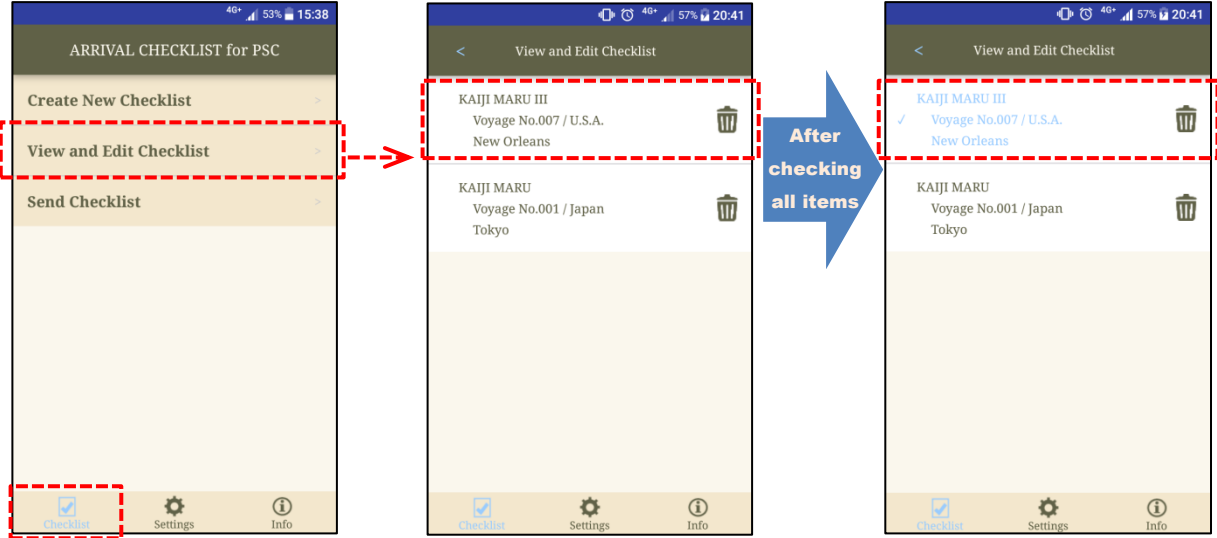 4G+ 53% 15:38
ARRIVAL CHECKLIST for PSC
Create New Checklist >
View and Edit Checklist >
Send Checklist >
Checklist Settings Info
4G+ 57% 20:41
< View and Edit Checklist
KAIJI MARU III
Voyage No.007 / U.S.A.
New Orleans
KAIJI MARU
Voyage No.001 / Japan
Tokyo
Checklist Settings Info
After
checking
all items
4G+ 57% 20:41
< View and Edit Checklist
KAIJI MARU III
✓ Voyage No.007 / U.S.A.
New Orleans
KAIJI MARU
Voyage No.001 / Japan
Tokyo
Checklist Settings Info